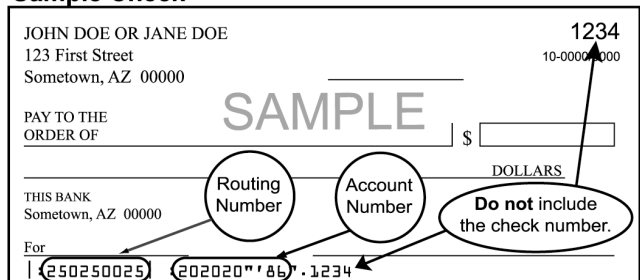 Sample Check
JOHN DOE OR JANE DOE 1234
123 First Street 10-0000/0000
Sometown, AZ 00000
SAMPLE
PAY TO THE
ORDER OF $
DOLLARS
Routing
Number
Account
Number
Do not include
the check number.
THIS BANK
Sometown, AZ 00000
For
250250025 202020"'86".1234